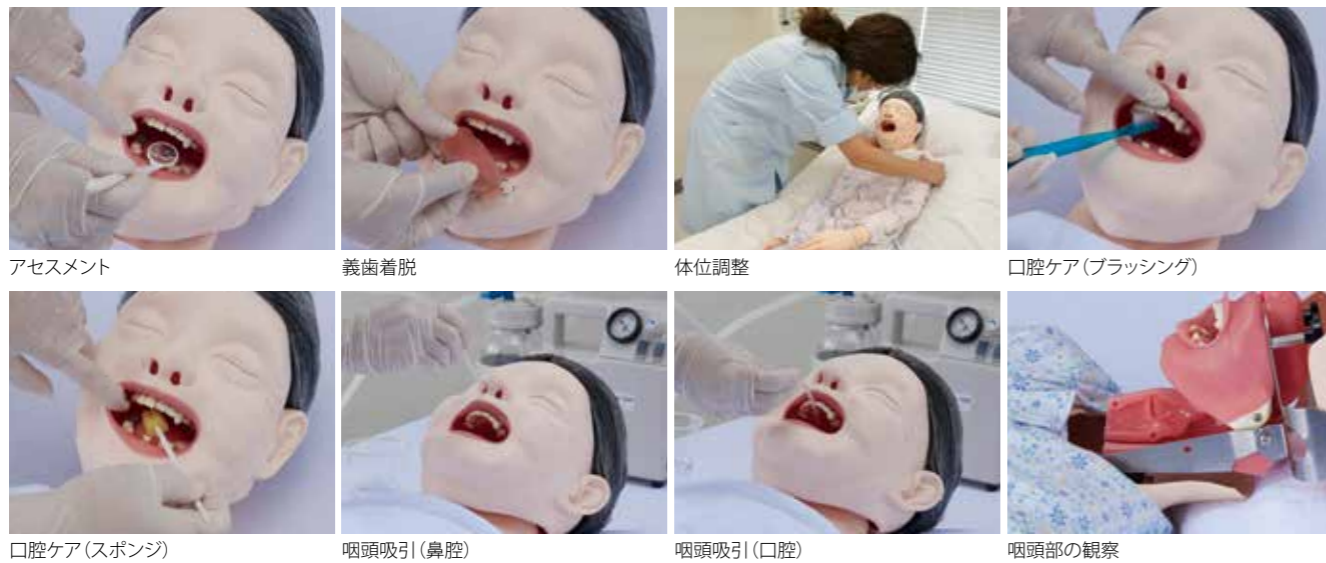 アセスメント
義歯着脱
体位調整
口腔ケア（ブラッシング）
口腔ケア（スポンジ）
咽頭吸引（鼻腔）
咽頭吸引（口腔）
咽頭部の観察